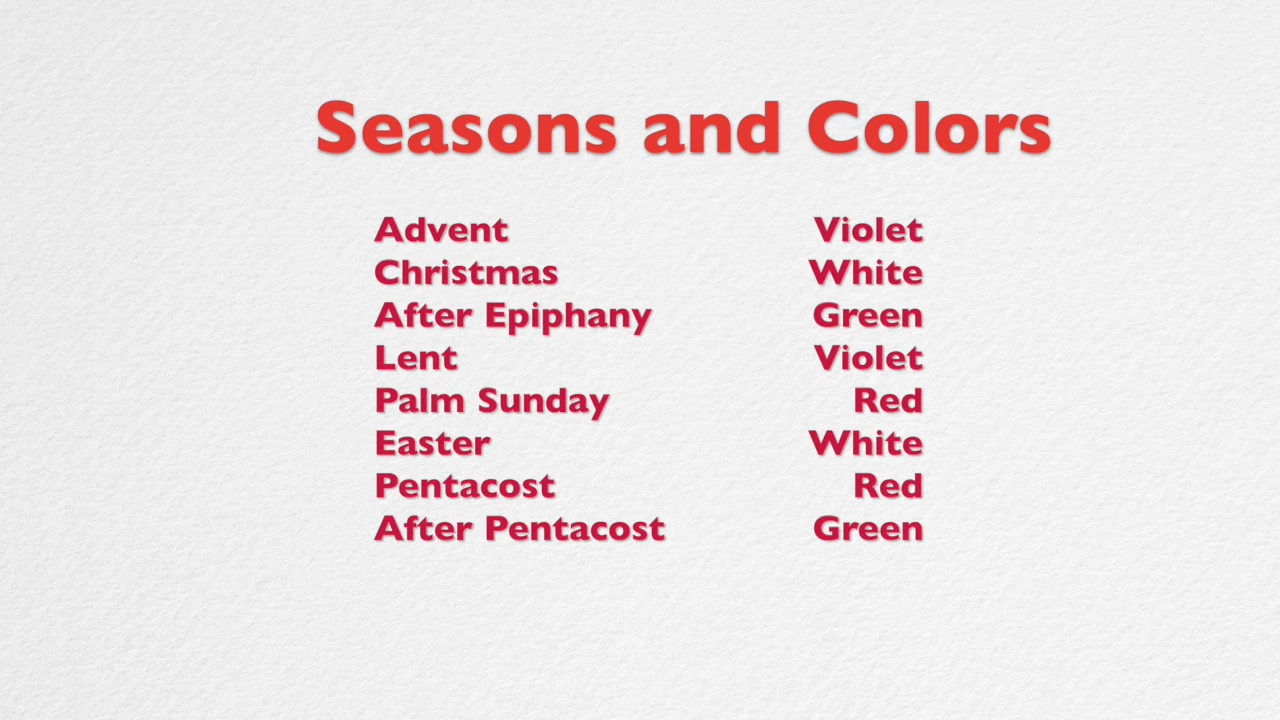 Seasons and Colors
Advent Violet
Christmas White
After Epiphany Green
Lent Violet
Palm Sunday Red
Easter White
Pentacost Red
After Pentacost Green